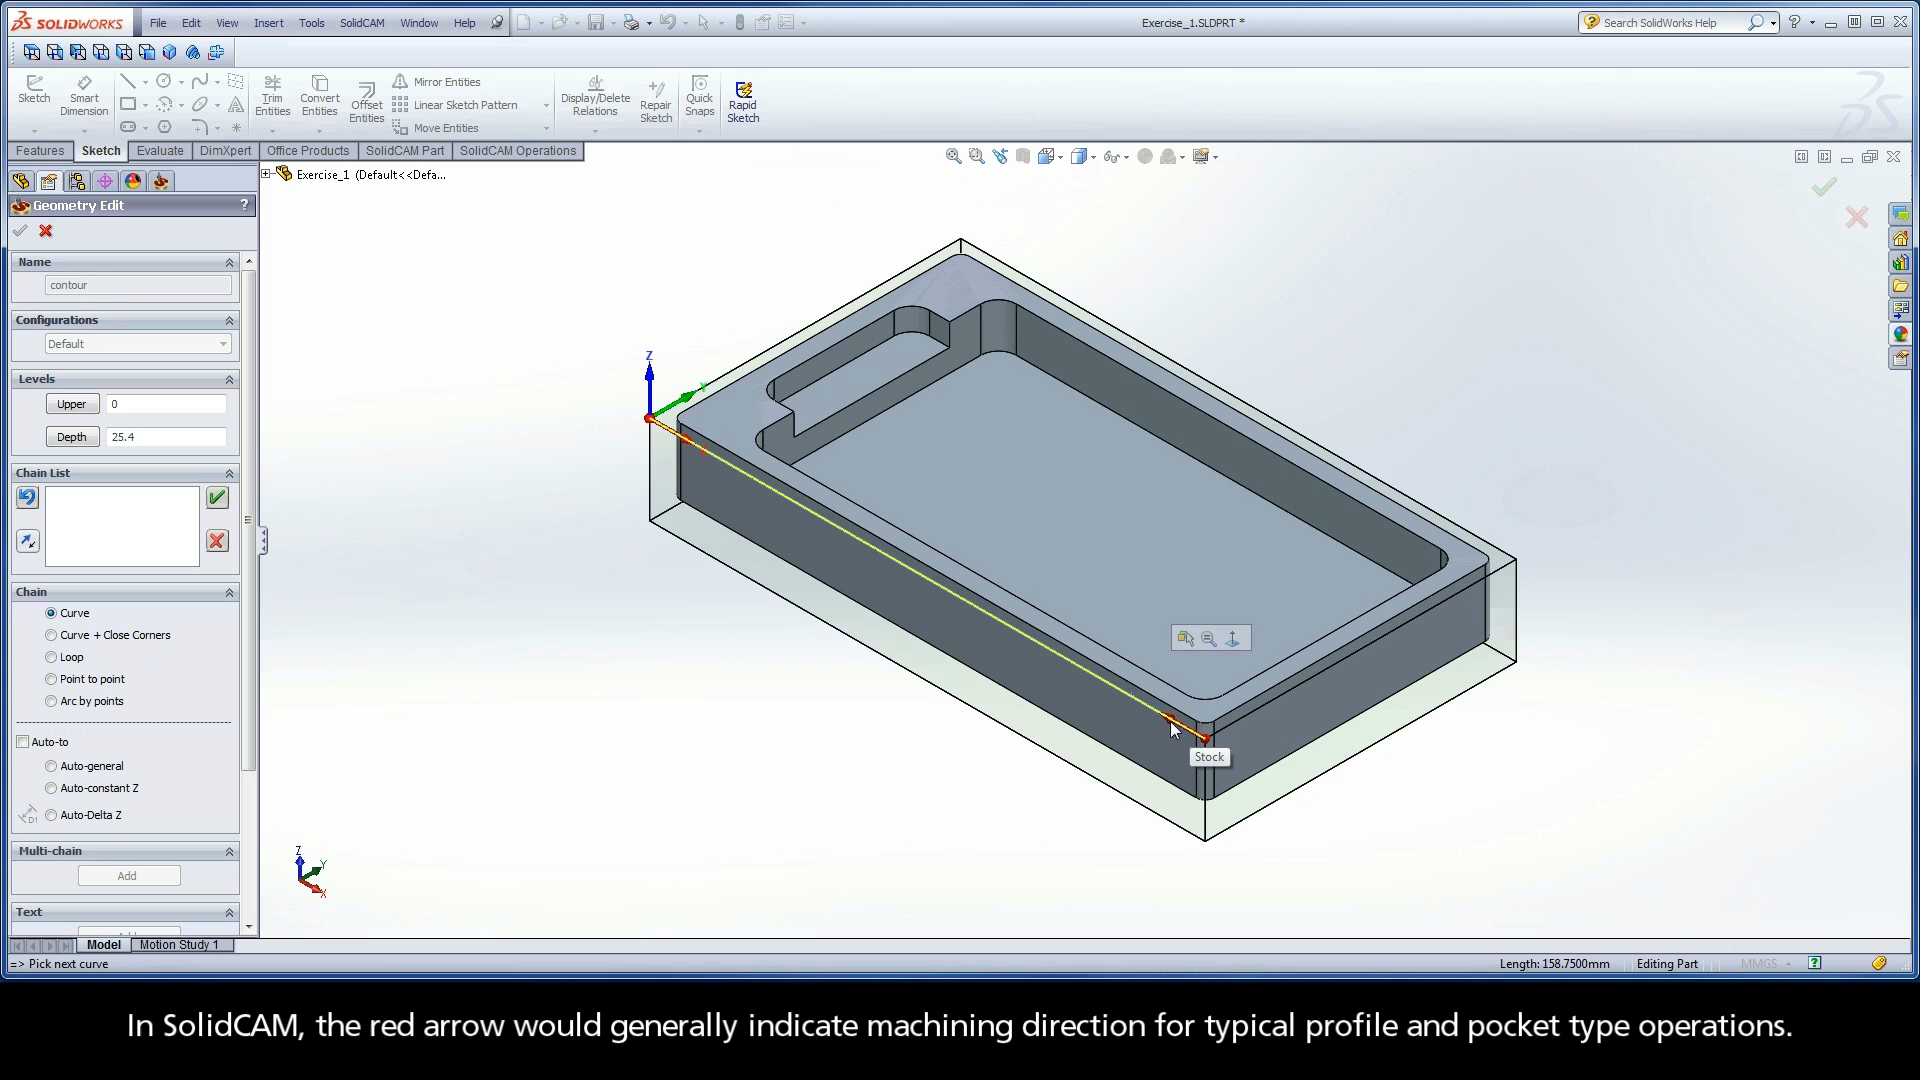 SOLIDWORKS File Edit View Insert Tools SolidCAM Window Help Exercise_1.SLDPRT * Search SolidWorks Help
Sketch Smart Dimension Trim Entities Convert Entities Offset Entities Mirror Entities Linear Sketch Pattern Move Entities Display/Delete Relations Repair Sketch Quick Snaps Rapid Sketch
Features Sketch Evaluate DimXpert Office Products SolidCAM Part SolidCAM Operations
Exercise_1 (Default<<Defa...
Geometry Edit ?
Name
contour
Configurations
Default
Levels
Upper 0
Depth 25.4
Chain List
Chain
Curve
Curve + Close Corners
Loop
Point to point
Arc by points
Auto-to
Auto-general
Auto-constant Z
Auto-Delta Z
Multi-chain
Add
Text
Z
Stock
Z
Y
X
Model Motion Study 1
=> Pick next curve Length: 158.7500mm Editing Part MMGS
In SolidCAM, the red arrow would generally indicate machining direction for typical profile and pocket type operations.